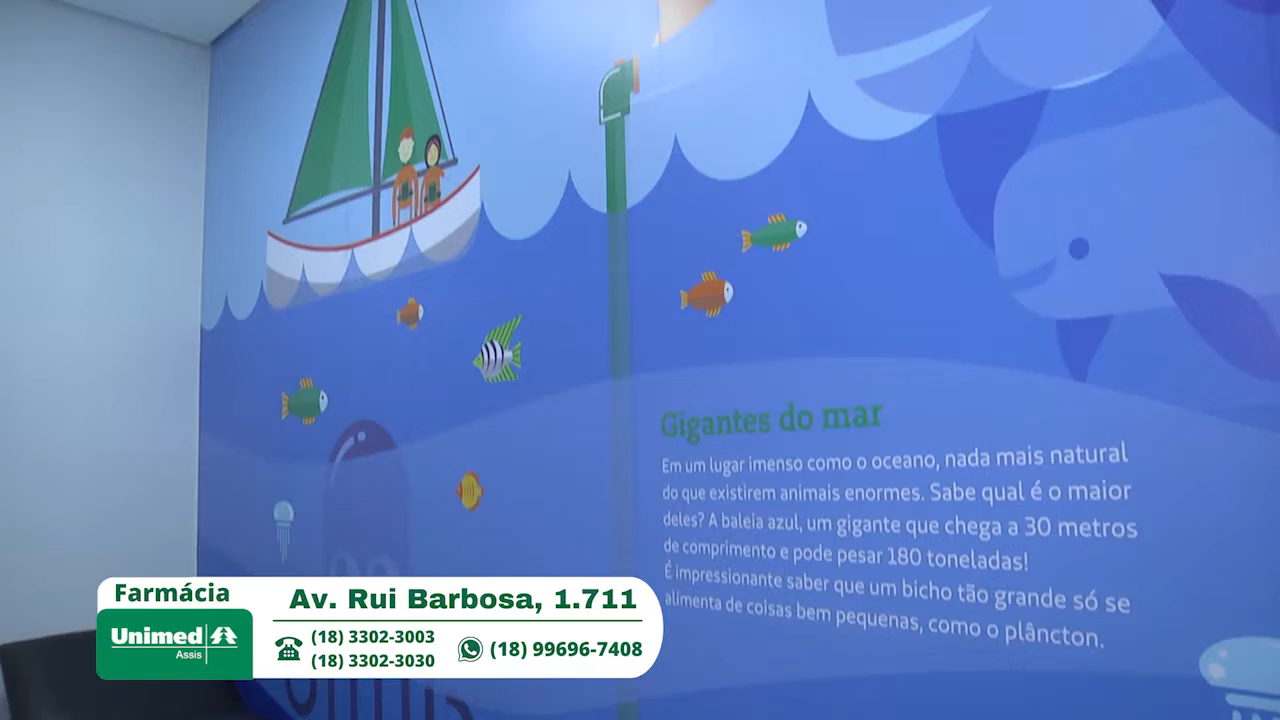 Gigantes do mar
Em um lugar imenso como o oceano, nada mais natural
do que existirem animais enormes. Sabe qual é o maior
deles? A baleia azul, um gigante que chega a 30 metros
de comprimento e pode pesar 180 toneladas!
É impressionante saber que um bicho tão grande só se
alimenta de coisas bem pequenas, como o plâncton.
Farmácia
Unimed
Assis
Av. Rui Barbosa, 1.711
(18) 3302-3003
(18) 3302-3030
(18) 99696-7408